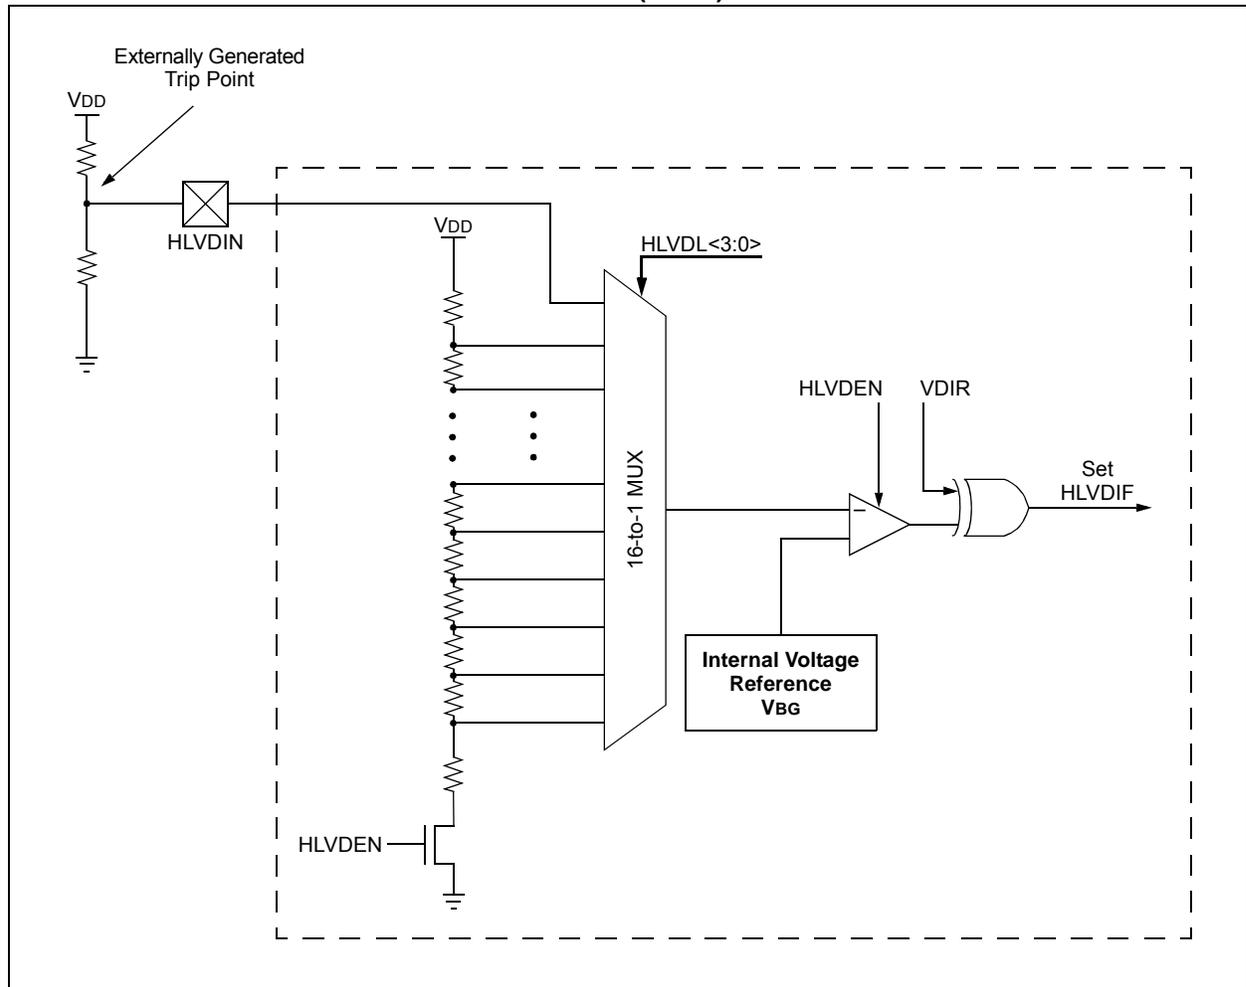 Externally Generated
Trip Point
VDD
HLVDIN
VDD
HLVDL<3:0>
16-to-1 MUX
HLVDEN
VDIR
Set
HLVDIF
–
Internal Voltage
Reference
VBG
HLVDEN